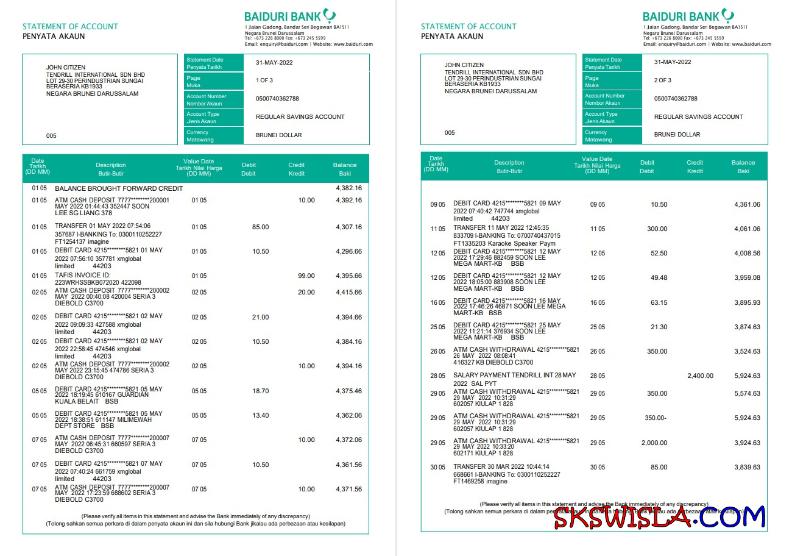 BAIDURI BANK
STATEMENT OF ACCOUNT
PENYATA AKAUN
1 Jalan Gadong, Bandar Seri Begawan BA1511
Negara Brunei Darussalam
Tel: +673 226 8000 Fax: +673 245 5599
Email: enquiry@baiduri.com | Website: www.baiduri.com
JOHN CITIZEN
TENDRILL INTERNATIONAL SDN BHD
LOT 29-30 PERINDUSTRIAN SUNGAI
BERASERIA KB1933
NEGARA BRUNEI DARUSSALAM
005
Statement Date
Penyata Tarikh
31-MAY-2022
Page
Muka
1 OF 3
Account Number
Nombor Akaun
0500740362788
Account Type
Jenis Akaun
REGULAR SAVINGS ACCOUNT
Currency
Matawang
BRUNEI DOLLAR
Date Description Value Date Debit Credit Balance
Tarikh Butir-Butir Tarikh Nilai Harga Debit Kredit Baki
(DD MM) (DD MM)
01 05 BALANCE BROUGHT FORWARD CREDIT 4,382.16
01 05 ATM CASH DEPOSIT 7777********200001 01 05 10.00 4,392.16
MAY 2022 01:44:43 352447 SOON
LEE SG LIANG 378
01 05 TRANSFER 01 MAY 2022 07:54:06 01 05 85.00 4,307.16
357687 I-BANKING To: 0300110252227
FT1254137 imagine
01 05 DEBIT CARD 4215********5821 01 MAY 01 05 10.50 4,296.66
2022 07:56:10 357781 xmglobal
limited 44203
01 05 TAFIS INVOICE ID: 01 05 99.00 4,395.66
223WRHSSBKB072020 422098
02 05 ATM CASH DEPOSIT 7777********200002 02 05 20.00 4,415.66
MAY 2022 00:40:08 420004 SERIA 3
DIEBOLD C3700
02 05 DEBIT CARD 4215********5821 02 MAY 02 05 21.00 4,394.66
2022 09:09:33 427588 xmglobal
limited 44203
02 05 DEBIT CARD 4215********5821 02 MAY 02 05 10.50 4,384.16
2022 22:58:45 474546 xmglobal
limited 44203
02 05 ATM CASH DEPOSIT 7777********200002 02 05 10.00 4,394.16
MAY 2022 23:15:45 474786 SERIA 3
DIEBOLD C3700
05 05 DEBIT CARD 4215********5821 05 MAY 05 05 18.70 4,375.46
2022 18:19:45 610167 GUARDIAN
KUALA BELAIT BSB
05 05 DEBIT CARD 4215********5821 05 MAY 05 05 13.40 4,362.06
2022 18:38:51 611147 MILIMEWAH
DEPT STORE BSB
07 05 ATM CASH DEPOSIT 7777********200007 07 05 10.00 4,372.06
MAY 2022 06:45:31 660597 SERIA 3
DIEBOLD C3700
07 05 DEBIT CARD 4215********5821 07 MAY 07 05 10.50 4,361.56
2022 07:40:24 661759 xmglobal
limited 44203
07 05 ATM CASH DEPOSIT 7777********200007 07 05 10.00 4,371.56
MAY 2022 17:23:59 688602 SERIA 3
DIEBOLD C3700
(Please verify all items in this statement and advise the Bank immediately of any discrepancy)
(Tolong sahkan semua perkara di dalam penyata akaun ini dan sila hubungi Bank jikalau ada perbezaan atau kesilapan)
BAIDURI BANK
STATEMENT OF ACCOUNT
PENYATA AKAUN
1 Jalan Gadong, Bandar Seri Begawan BA1511
Negara Brunei Darussalam
Tel: +673 226 8000 Fax: +673 245 5599
Email: enquiry@baiduri.com | Website: www.baiduri.com
JOHN CITIZEN
TENDRILL INTERNATIONAL SDN BHD
LOT 29-30 PERINDUSTRIAN SUNGAI
BERASERIA KB1933
NEGARA BRUNEI DARUSSALAM
005
Statement Date
Penyata Tarikh
31-MAY-2022
Page
Muka
2 OF 3
Account Number
Nombor Akaun
0500740362788
Account Type
Jenis Akaun
REGULAR SAVINGS ACCOUNT
Currency
Matawang
BRUNEI DOLLAR
Date Description Value Date Debit Credit Balance
Tarikh Butir-Butir Tarikh Nilai Harga Debit Kredit Baki
(DD MM) (DD MM)
09 05 DEBIT CARD 4215********5821 09 MAY 09 05 10.50 4,361.06
2022 07:40:42 747744 xmglobal
limited 44203
11 05 TRANSFER 11 MAY 2022 12:45:35 11 05 300.00 4,061.06
833709 I-BANKING To: 0700740437015
FT1335203 Karaoke Speaker Paym
12 05 DEBIT CARD 4215********5821 12 MAY 12 05 52.50 4,008.56
2022 17:29:46 882459 SOON LEE
MEGA MART-KB BSB
12 05 DEBIT CARD 4215********5821 12 MAY 12 05 49.48 3,959.08
2022 18:05:00 883908 SOON LEE
MEGA MART-KB BSB
16 05 DEBIT CARD 4215********5821 16 MAY 16 05 63.15 3,895.93
2022 17:46:26 46871 SOON LEE MEGA
MART-KB BSB
25 05 DEBIT CARD 4215********5821 25 MAY 25 05 21.30 3,874.63
2022 11:21:14 376934 SOON LEE
MEGA MART-KB BSB
26 05 ATM CASH WITHDRAWAL 4215********5821 26 05 350.00 3,524.63
26 MAY 2022 08:08:41
416327 KB DIEBOLD C3700
28 05 SALARY PAYMENT TENDRILL INT 28 MAY 28 05 2,400.00 5,924.63
2022 SAL PYT
29 05 ATM CASH WITHDRAWAL 4215********5821 29 05 350.00 5,574.63
29 MAY 2022 10:31:29
602057 KIULAP 1 828
29 05 ATM CASH WITHDRAWAL 4215********5821 29 05 350.00- 5,924.63
29 MAY 2022 10:31:29
602057 KIULAP 1 828
29 05 ATM CASH WITHDRAWAL 4215********5821 29 05 2,000.00 3,924.63
29 MAY 2022 10:33:20
602171 KIULAP 1 828
30 05 TRANSFER 30 MAR 2022 10:44:14 30 05 85.00 3,839.63
668661 I-BANKING To: 0300110252227
FT1469258 imagine
(Please verify all items in this statement and advise the Bank immediately of any discrepancy)
(Tolong sahkan semua perkara di dalam penyata akaun ini dan sila hubungi Bank jikalau ada perbezaan atau kesilapan)
SKSWISLA.COM